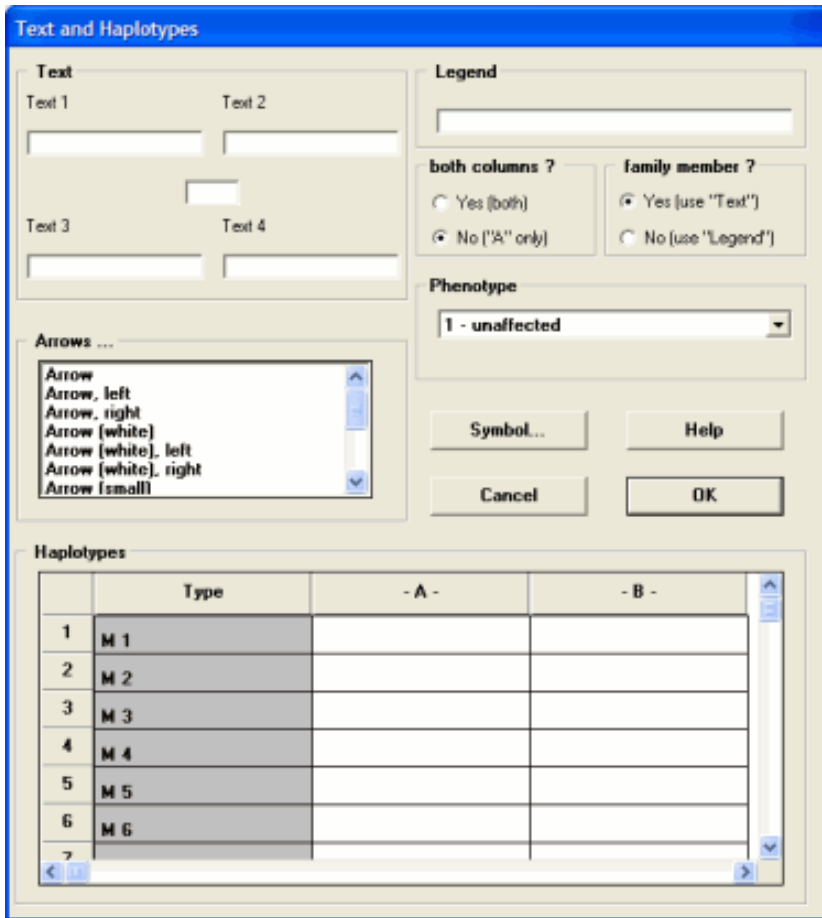 Text and Haplotypes
Text
Text 1 Text 2
Text 3 Text 4
Legend
both columns ?
Yes (both)
No ("A" only)
family member ?
Yes (use "Text")
No (use "Legend")
Phenotype
1 - unaffected
Arrows ...
Arrow
Arrow, left
Arrow, right
Arrow (white)
Arrow (white), left
Arrow (white), right
Arrow (small)
Symbol... Help
Cancel OK
Haplotypes
Type - A - - B -
1 M 1
2 M 2
3 M 3
4 M 4
5 M 5
6 M 6
7